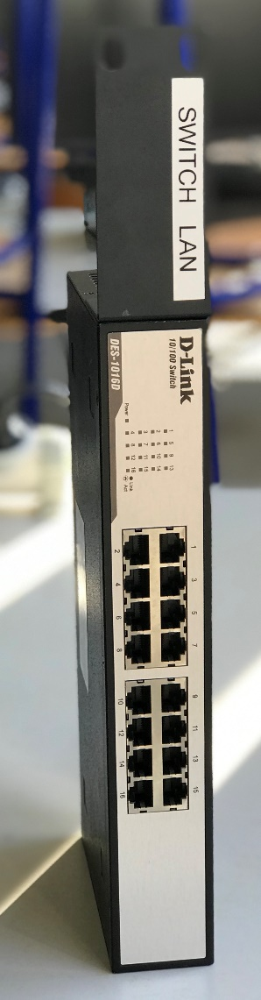 SWITCH LAN
D-Link
10/100 Switch
DES-1016D
Power
1 5 9 13
2 6 10 14
3 7 11 15
4 8 12 16
Link
Act
1 3 5 7
2 4 6 8
9 11 13 15
10 12 14 16